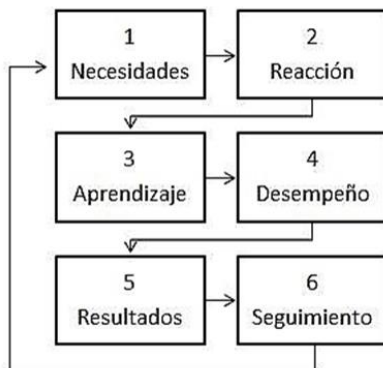 1
Necesidades
2
Reacción
3
Aprendizaje
4
Desempeño
5
Resultados
6
Seguimiento